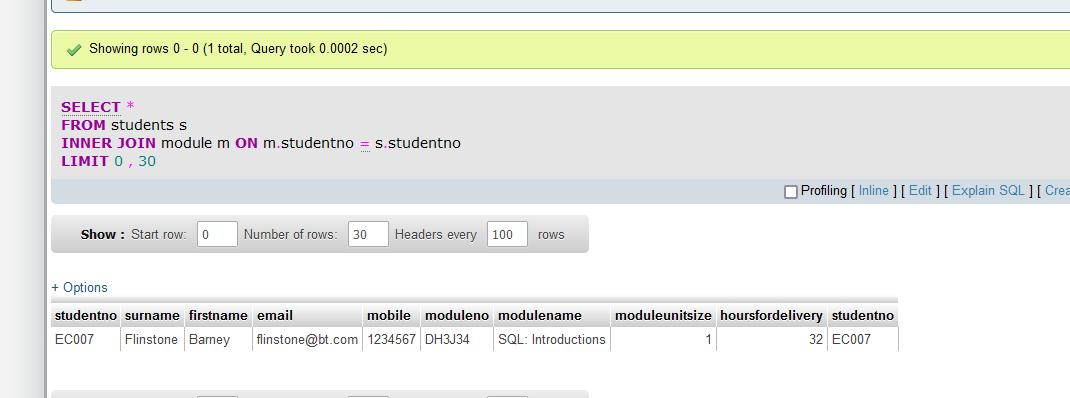 Showing rows 0 - 0 (1 total, Query took 0.0002 sec)
SELECT *
FROM students s
INNER JOIN module m ON m.studentno = s.studentno
LIMIT 0 , 30
Profiling [ Inline ] [ Edit ] [ Explain SQL ] [ Crea
Show : Start row: 0 Number of rows: 30 Headers every 100 rows
+ Options
studentno surname firstname email mobile moduleno modulename moduleunitsize hoursfordelivery studentno
EC007 Flinstone Barney flinstone@bt.com 1234567 DH3J34 SQL: Introductions 1 32 EC007